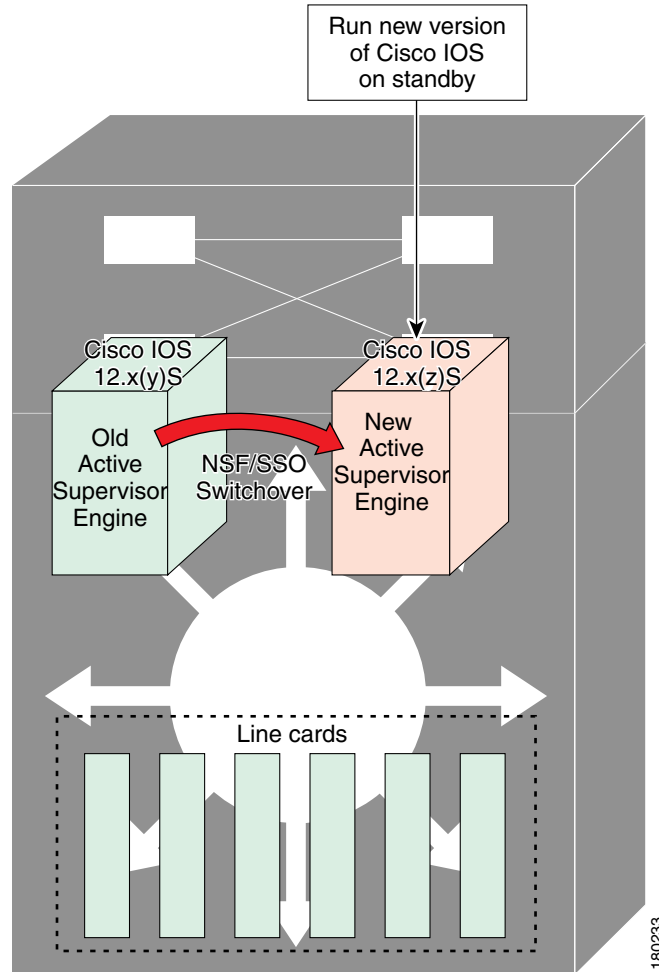 Run new version
of Cisco IOS
on standby
Cisco IOS
12.x(y)S
Cisco IOS
12.x(z)S
Old
Active
Supervisor
Engine
NSF/SSO
Switchover
New
Active
Supervisor
Engine
Line cards
180233